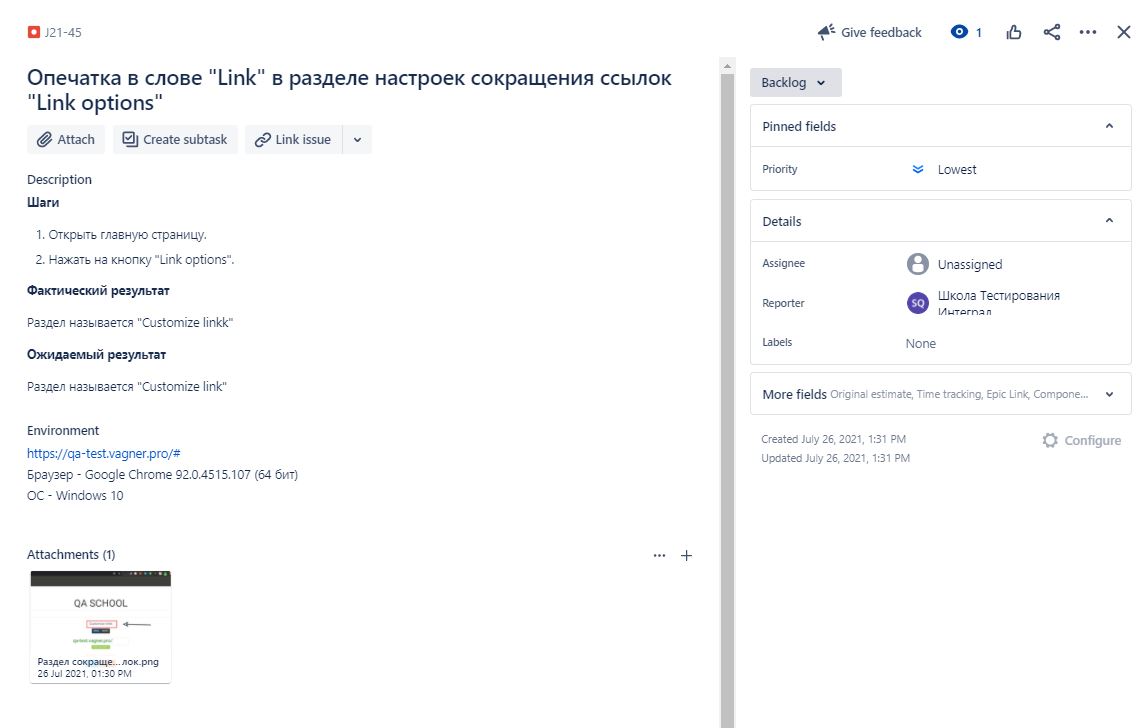 J21-45
Give feedback
1
Опечатка в слове "Link" в разделе настроек сокращения ссылок
"Link options"
Attach
Create subtask
Link issue
Description
Шаги
1. Открыть главную страницу.
2. Нажать на кнопку "Link options".
Фактический результат
Раздел называется "Customize linkk"
Ожидаемый результат
Раздел называется "Customize link"
Environment
https://qa-test.vagner.pro/#
Браузер - Google Chrome 92.0.4515.107 (64 бит)
ОС - Windows 10
Attachments (1)
QA SCHOOL
Раздел сокраще...лок.png
26 Jul 2021, 01:30 PM
Backlog
Pinned fields
Priority
Lowest
Details
Assignee
Unassigned
Reporter
SQ
Школа Тестирования
Интеграл
Labels
None
More fields Original estimate, Time tracking, Epic Link, Compone...
Created July 26, 2021, 1:31 PM
Updated July 26, 2021, 1:31 PM
Configure